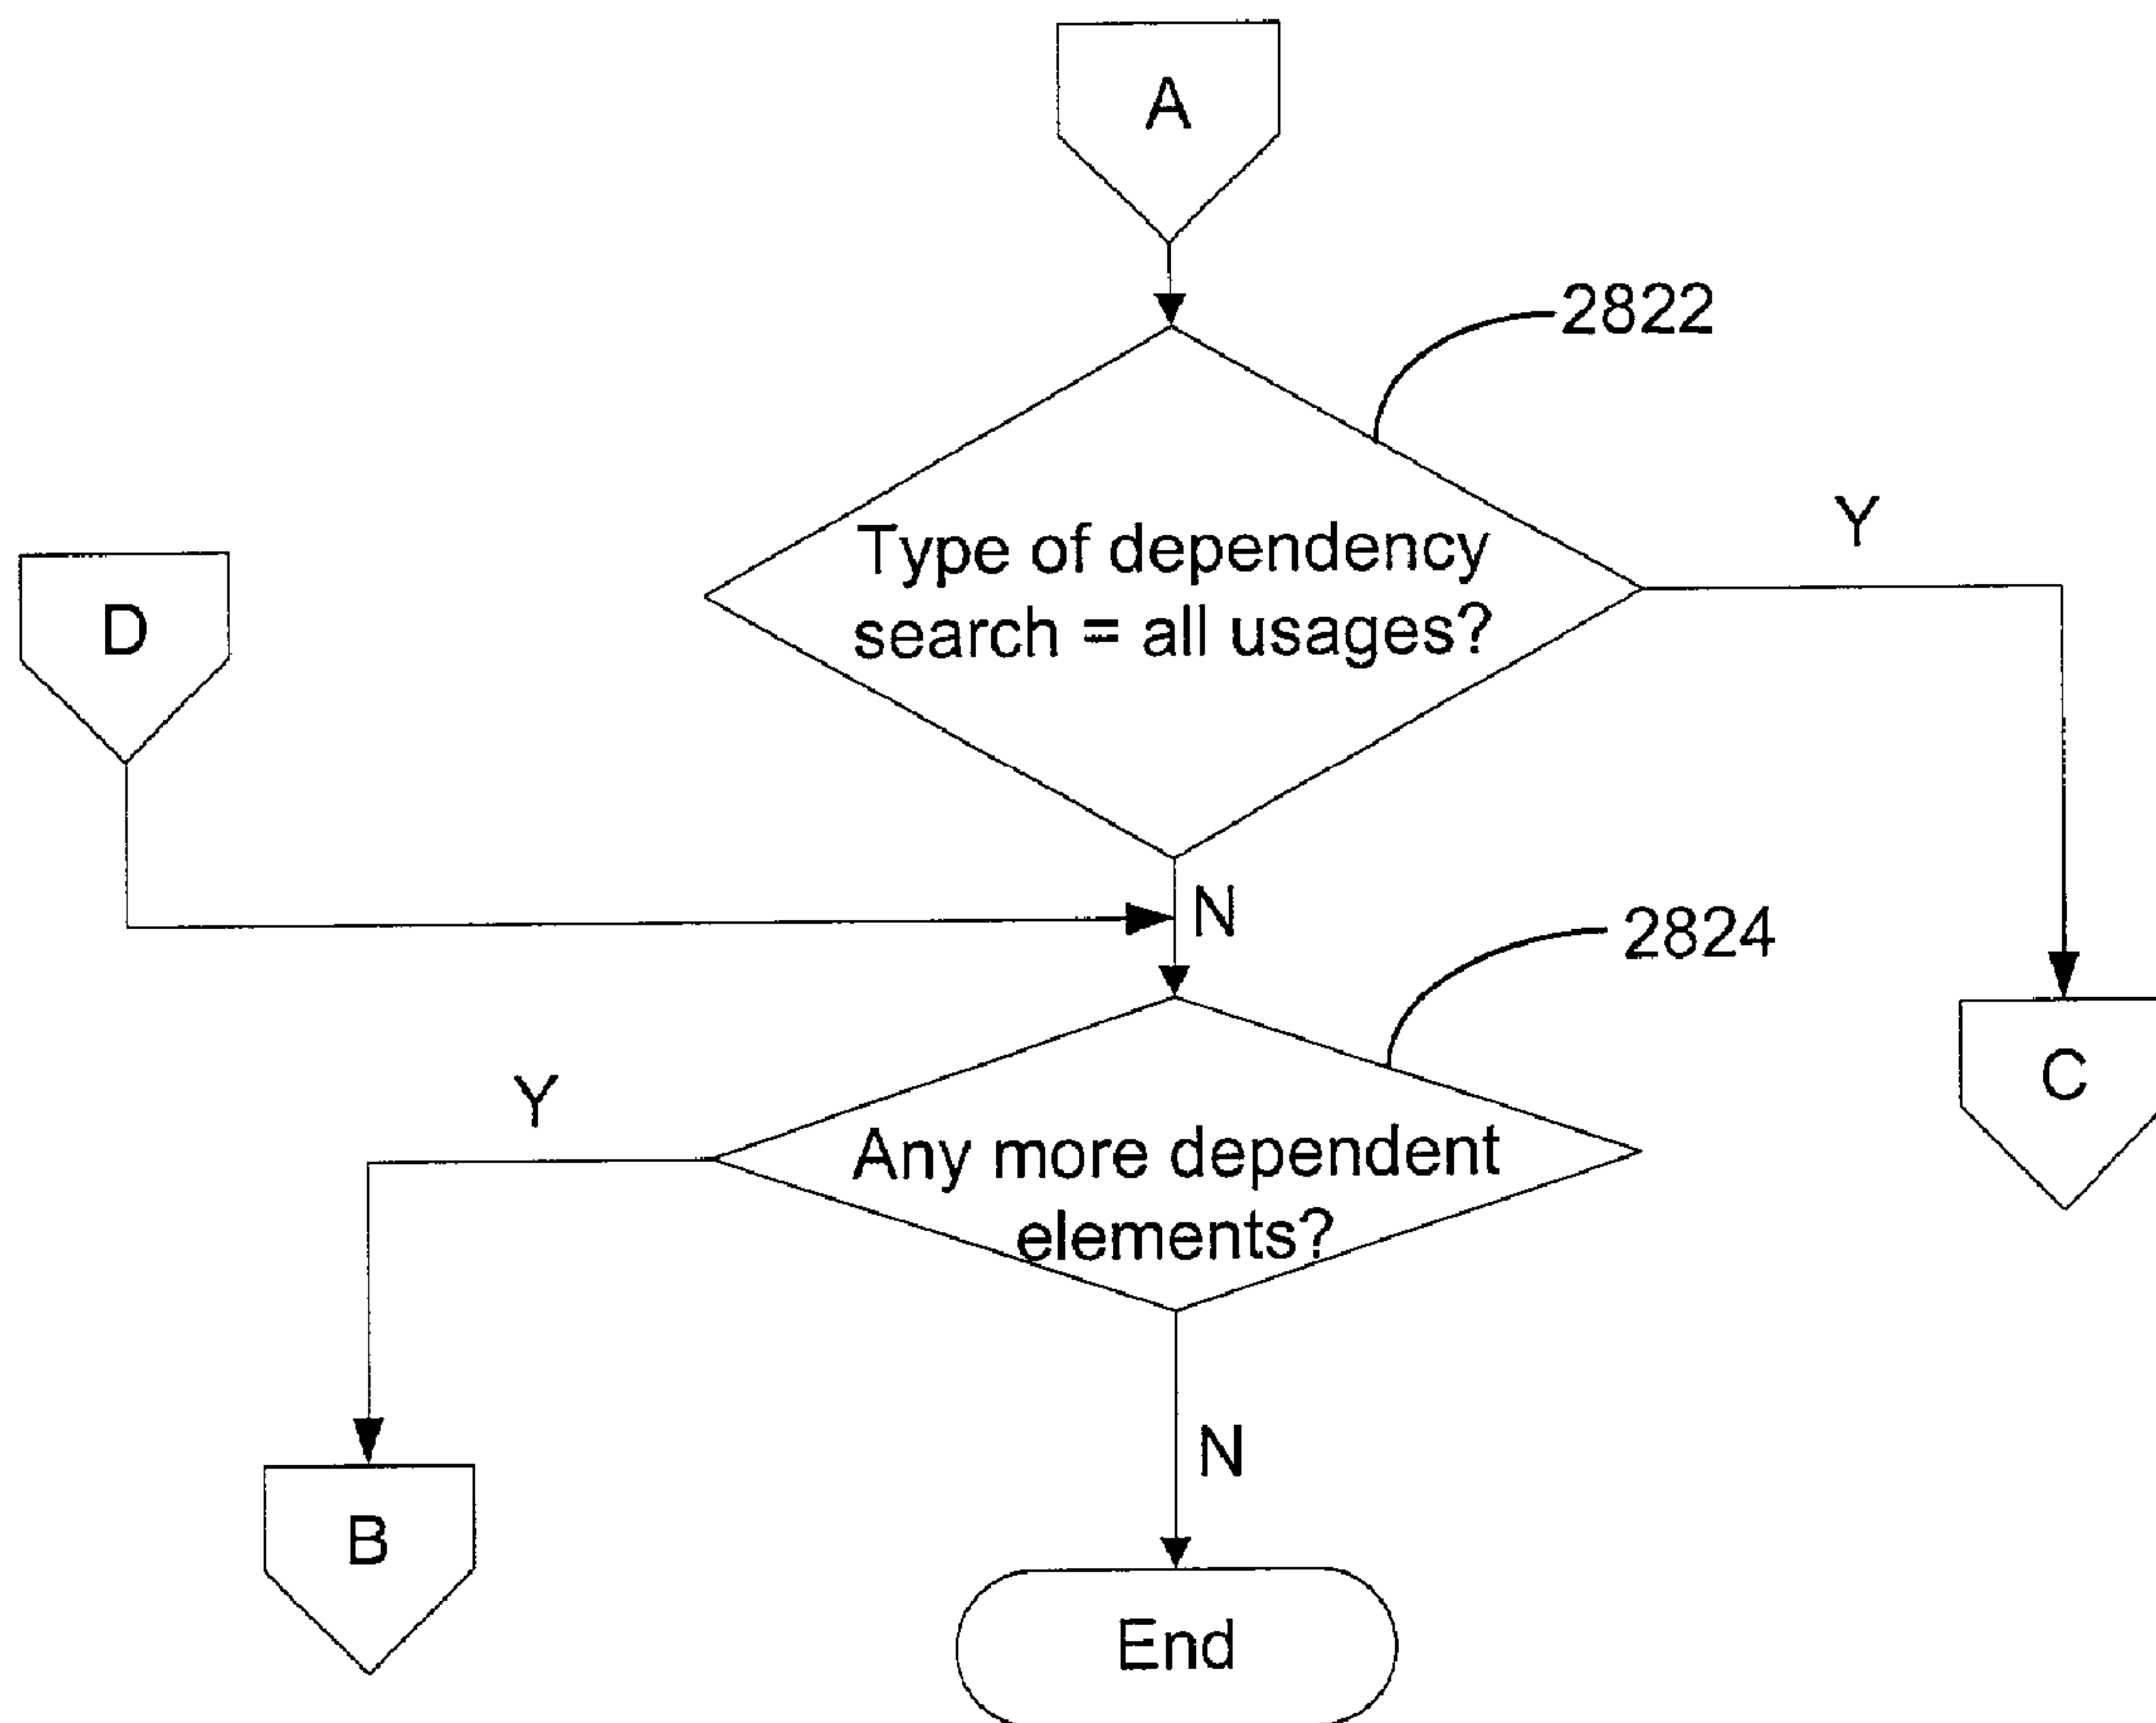 A
2822
Type of dependency
search = all usages?
Y
D
N
2824
Y
Any more dependent
elements?
C
N
B
End